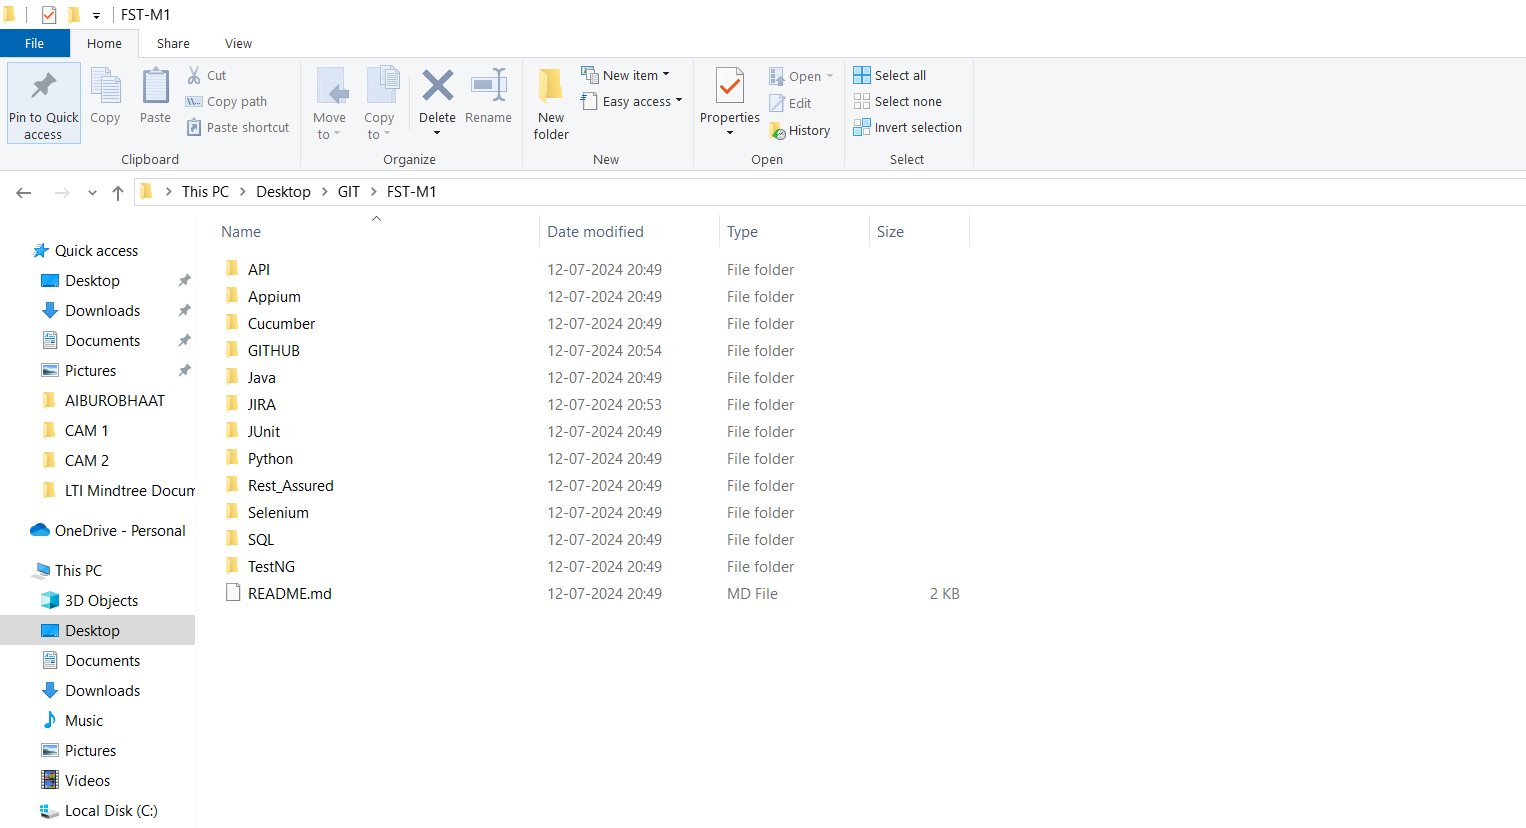 FST-M1
File Home Share View
Pin to Quick access
Copy
Paste
Cut
Copy path
Paste shortcut
Clipboard
Move to
Copy to
Delete
Rename
Organize
New folder
New item
Easy access
New
Properties
Open
Edit
History
Open
Select all
Select none
Invert selection
Select
This PC > Desktop > GIT > FST-M1
Quick access
Desktop
Downloads
Documents
Pictures
AIBUROBHAAT
CAM 1
CAM 2
LTI Mindtree Docum
OneDrive - Personal
This PC
3D Objects
Desktop
Documents
Downloads
Music
Pictures
Videos
Local Disk (C:)
Name Date modified Type Size
API 12-07-2024 20:49 File folder
Appium 12-07-2024 20:49 File folder
Cucumber 12-07-2024 20:49 File folder
GITHUB 12-07-2024 20:54 File folder
Java 12-07-2024 20:49 File folder
JIRA 12-07-2024 20:53 File folder
JUnit 12-07-2024 20:49 File folder
Python 12-07-2024 20:49 File folder
Rest_Assured 12-07-2024 20:49 File folder
Selenium 12-07-2024 20:49 File folder
SQL 12-07-2024 20:49 File folder
TestNG 12-07-2024 20:49 File folder
README.md 12-07-2024 20:49 MD File 2 KB